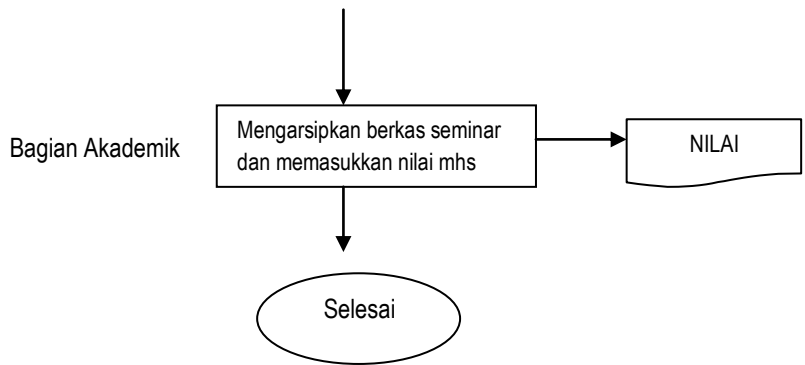 Bagian Akademik
Mengarsipkan berkas seminar
dan memasukkan nilai mhs
NILAI
Selesai